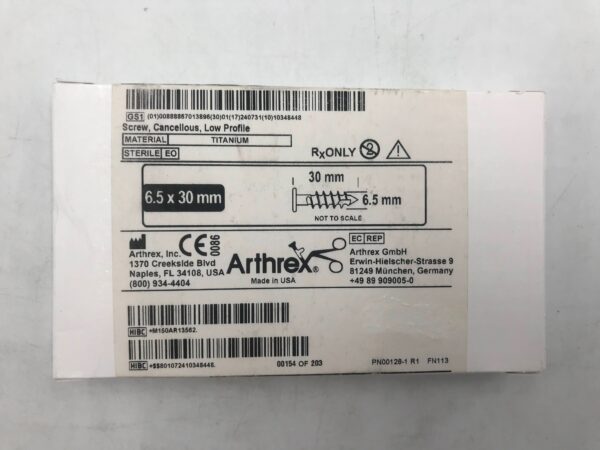 GS1 (01)00888867013896(30)01(17)240731(10)10348448
Screw, Cancellous, Low Profile
MATERIAL TITANIUM
STERILE EO
RxONLY 2
30 mm
6.5 x 30 mm
6.5 mm
NOT TO SCALE
CE 0086
Arthrex, Inc.
1370 Creekside Blvd
Naples, FL 34108, USA
(800) 934-4404
Arthrex®
Made in USA
EC REP
Arthrex GmbH
Erwin-Hielscher-Strasse 9
81249 München, Germany
+49 89 909005-0
HIBC +M150AR13562.
HIBC +$$801072410348448.
00154 OF 203
PN00128-1 R1 FN113